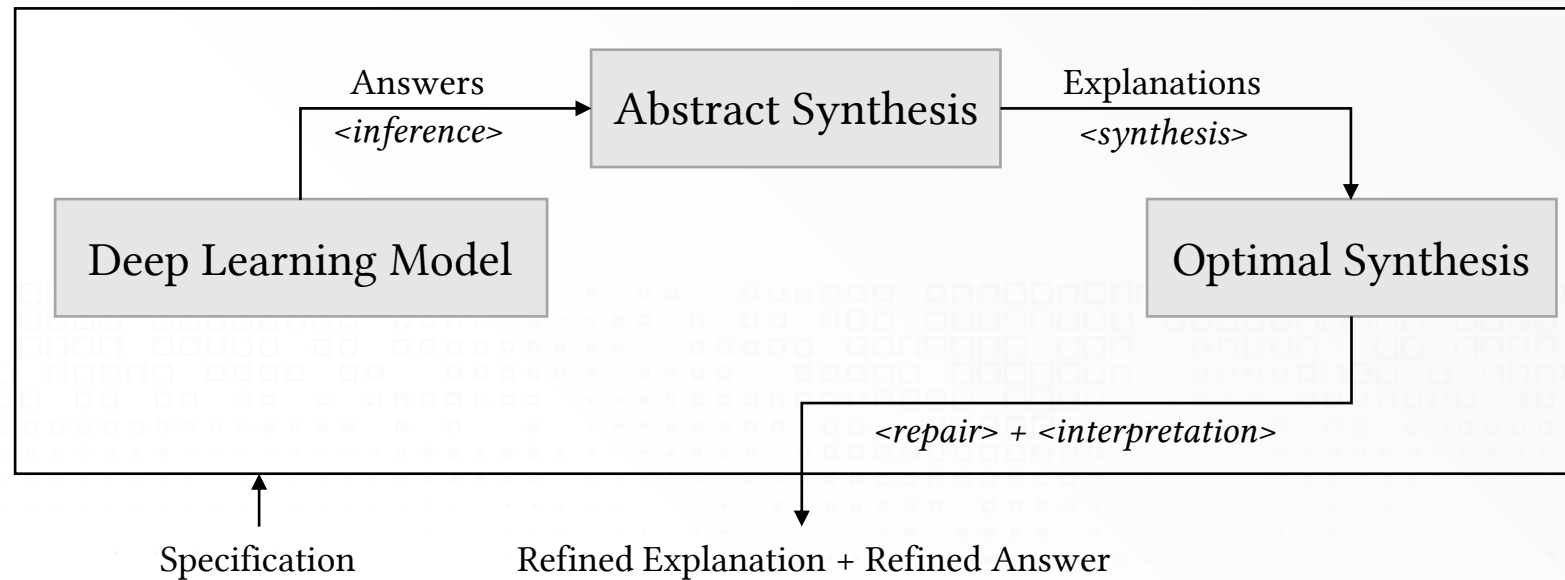 Answers
<inference>
Abstract Synthesis
Explanations
<synthesis>
Deep Learning Model
Optimal Synthesis
<repair> + <interpretation>
Specification
Refined Explanation + Refined Answer